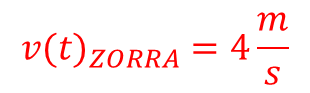 v(t)ZORRA = 4 m/s